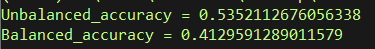 Unbalanced_accuracy = 0.5352112676056338
Balanced_accuracy = 0.4129591289011579